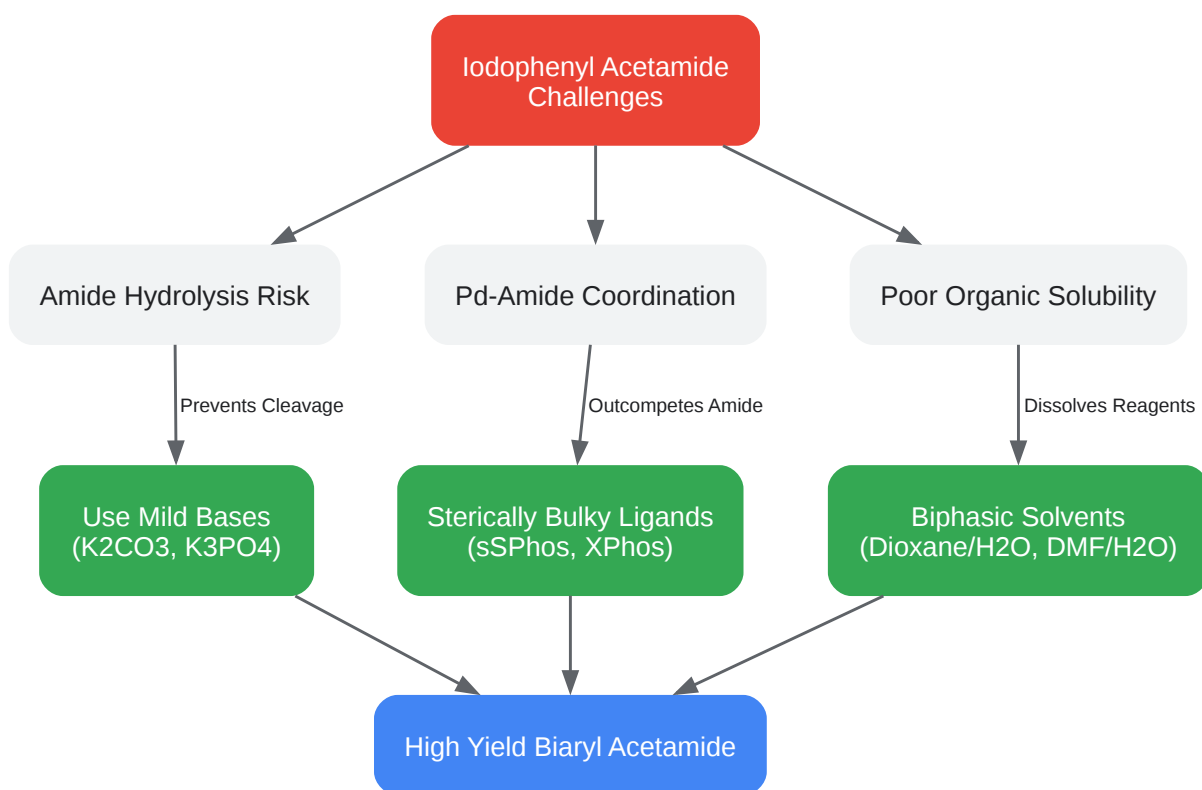 Iodophenyl Acetamide
Challenges
Amide Hydrolysis Risk
Pd-Amide Coordination
Poor Organic Solubility
Prevents Cleavage
Outcompetes Amide
Dissolves Reagents
Use Mild Bases
(K2CO3, K3PO4)
Sterically Bulky Ligands
(sSPhos, XPhos)
Biphasic Solvents
(Dioxane/H2O, DMF/H2O)
High Yield Biaryl Acetamide